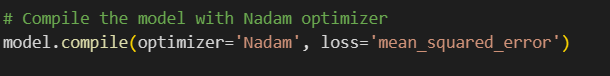 # Compile the model with Nadam optimizer
model.compile(optimizer='Nadam', loss='mean_squared_error')